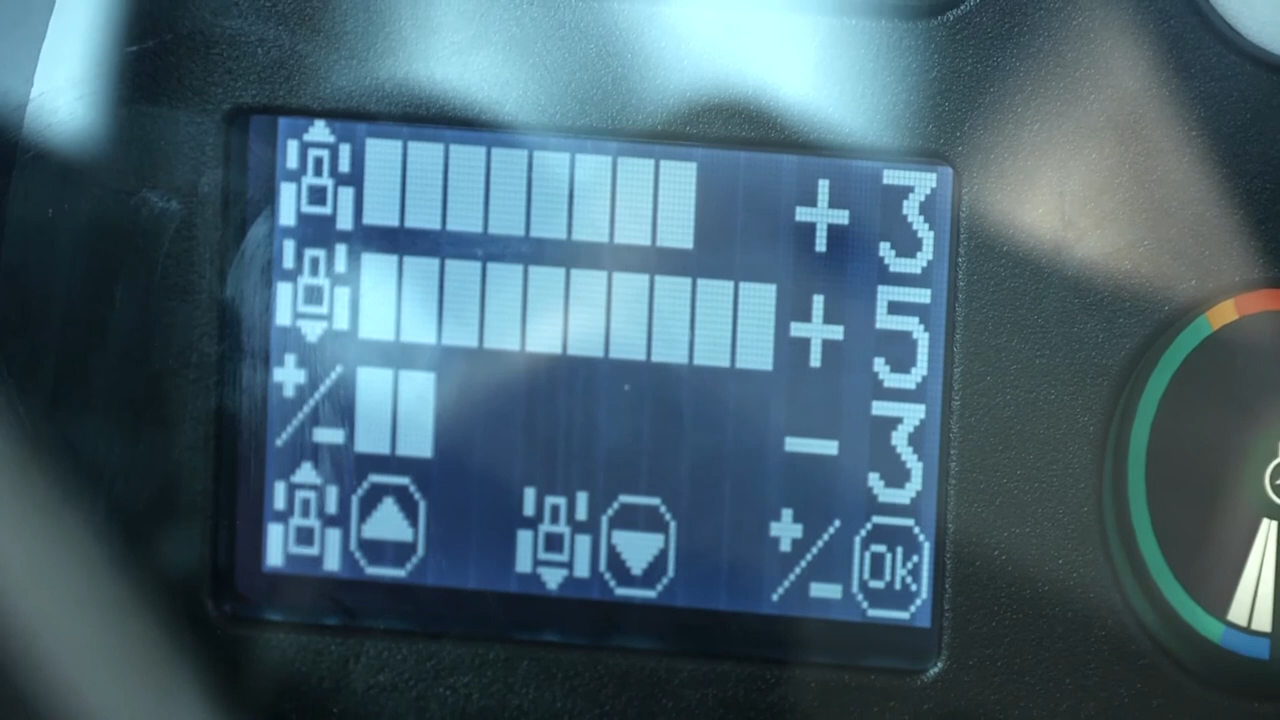 + 3
+ 5
+/- - 3
+/- OK